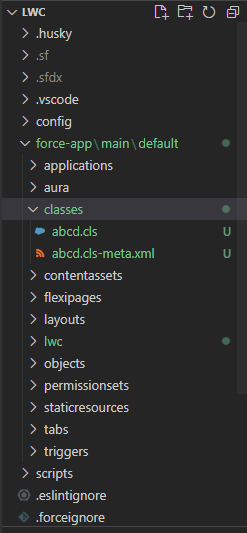 LWC
.husky
.sf
.sfdx
.vscode
config
force-app\main\default
applications
aura
classes
abcd.cls U
abcd.cls-meta.xml U
contentassets
flexipages
layouts
lwc
objects
permissionsets
staticresources
tabs
triggers
scripts
.eslintignore
.forceignore